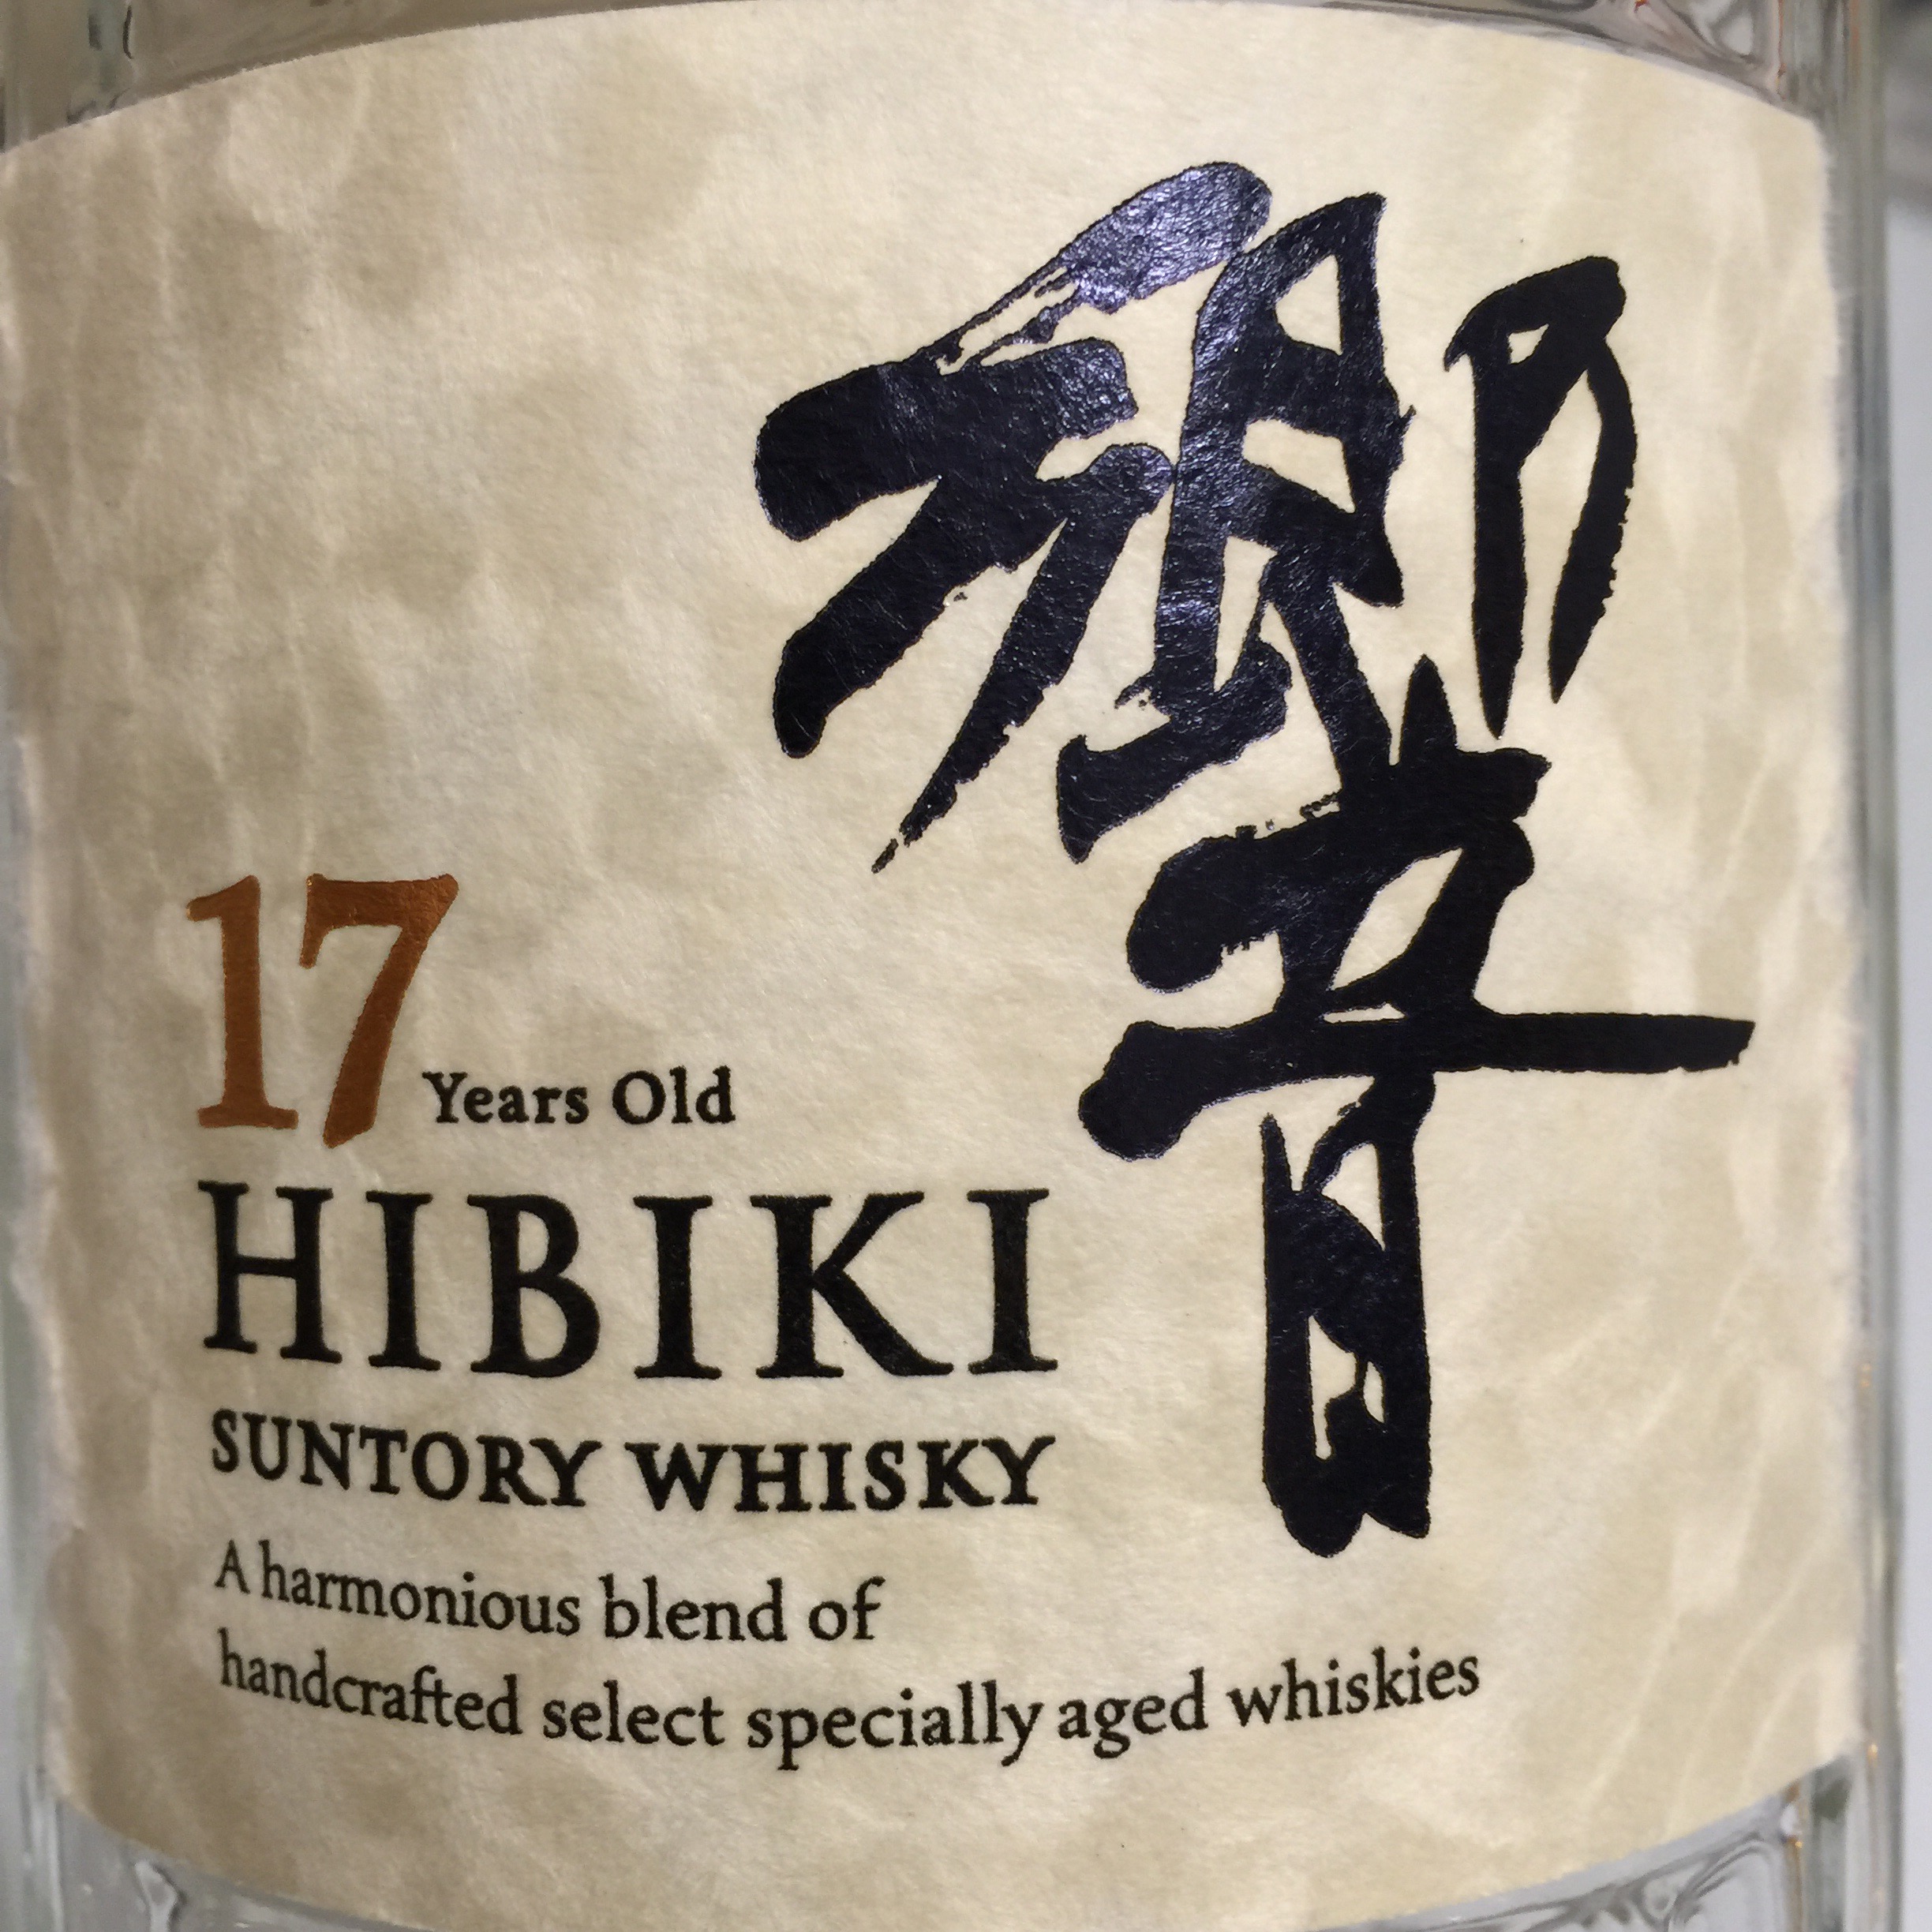 響
17 Years Old
HIBIKI
SUNTORY WHISKY
A harmonious blend of
handcrafted select specially aged whiskies